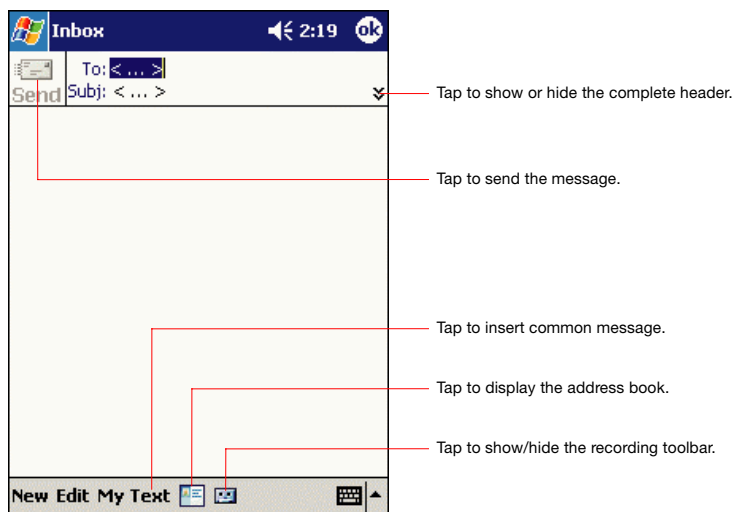 Inbox 2:19 ok
To: < ... >
Send Subj: < ... >
Tap to show or hide the complete header.
Tap to send the message.
Tap to insert common message.
Tap to display the address book.
Tap to show/hide the recording toolbar.
New Edit My Text